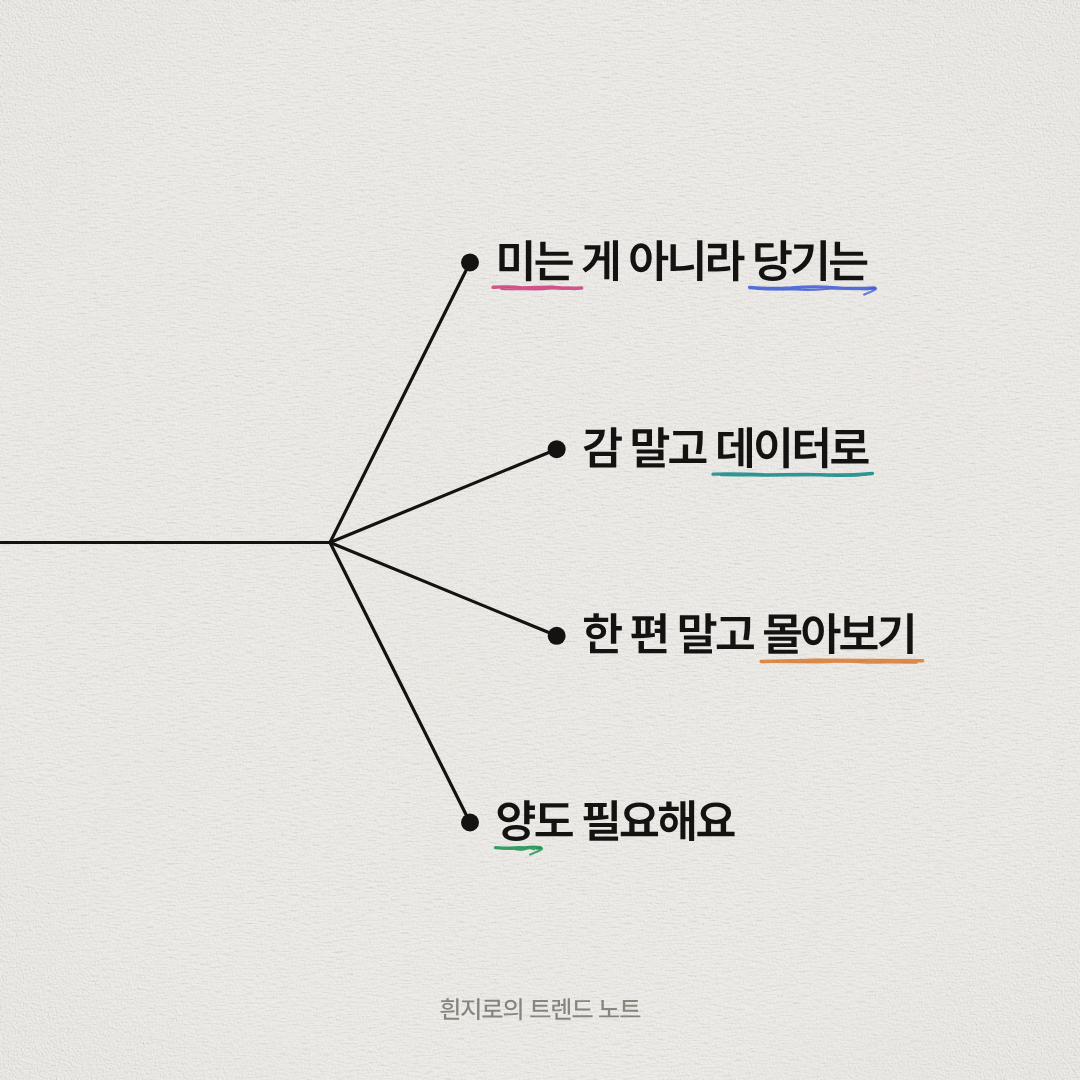 미는 게 아니라 당기는
감 말고 데이터로
한 편 말고 몰아보기
양도 필요해요
흰지로의 트렌드 노트